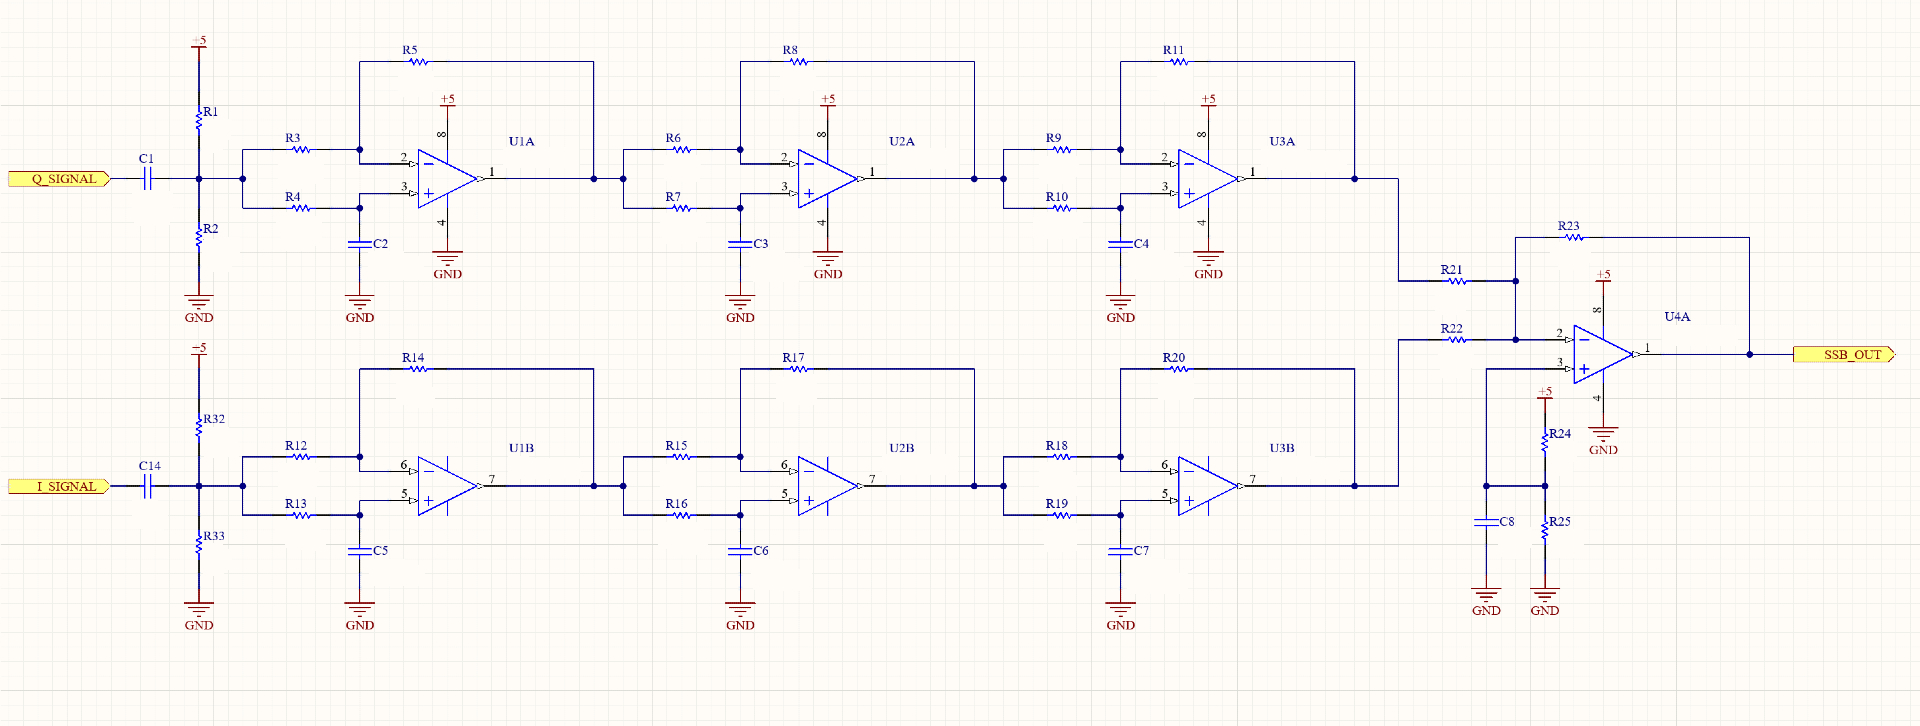 +5
R5
R8
R11
+5
+5
+5
R1
8
8
8
R3
U1A
R6
U2A
R9
U3A
C1
2
1
2
1
2
1
Q_SIGNAL
R4
3
R7
3
R10
3
R2
4
4
4
R23
C2
C3
C4
GND
GND
GND
R21
+5
GND
GND
GND
GND
8
U4A
R22
2
1
+5
R14
R17
R20
SSB_OUT
3
+5
4
R32
R24
R12
U1B
R15
U2B
R18
U3B
GND
C14
6
6
6
I_SIGNAL
7
7
7
R13
5
R16
5
R19
5
C8
R25
R33
C5
C6
C7
GND
GND
GND
GND
GND
GND